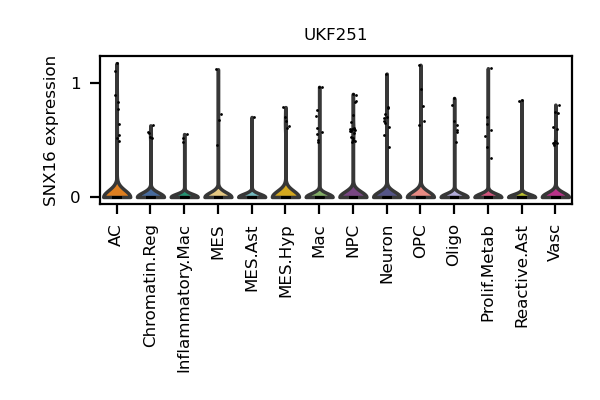 UKF251
SNX16 expression
1
0
AC
Chromatin.Reg
Inflammatory.Mac
MES
MES.Ast
MES.Hyp
Mac
NPC
Neuron
OPC
Oligo
Prolif.Metab
Reactive.Ast
Vasc